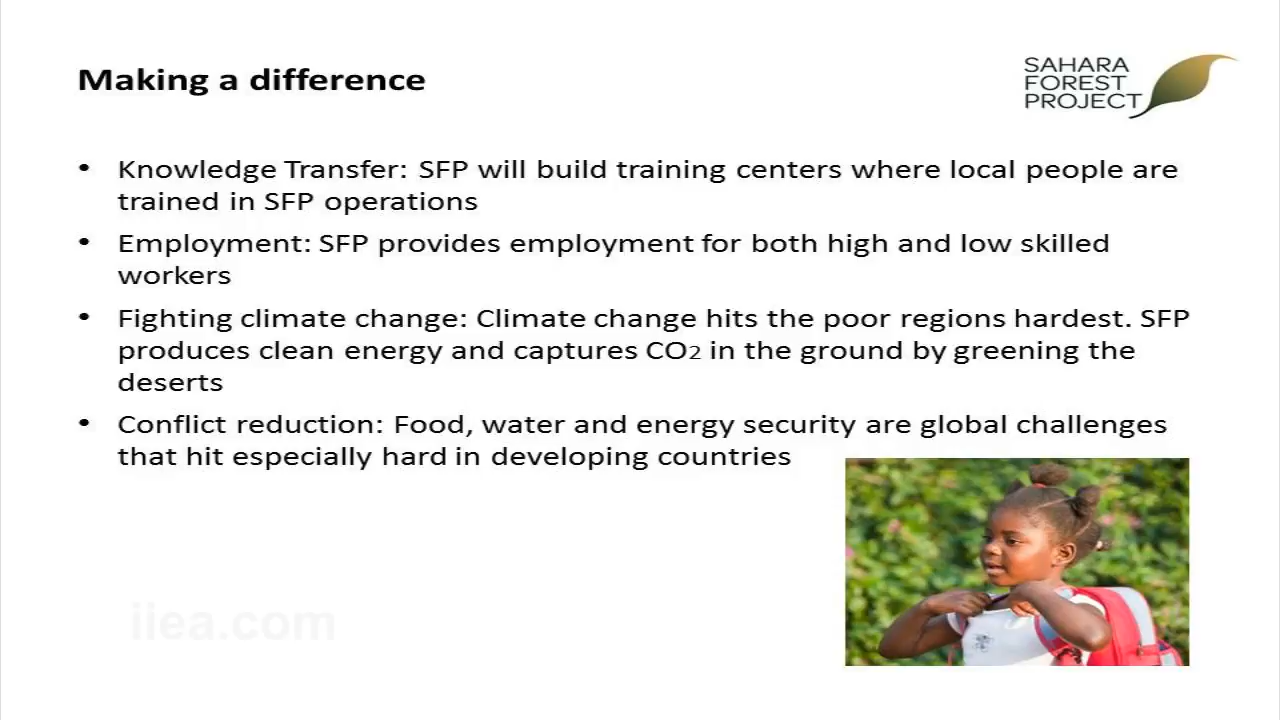 Making a difference
SAHARA
FOREST
PROJECT
• Knowledge Transfer: SFP will build training centers where local people are
trained in SFP operations
• Employment: SFP provides employment for both high and low skilled
workers
• Fighting climate change: Climate change hits the poor regions hardest. SFP
produces clean energy and captures CO2 in the ground by greening the
deserts
• Conflict reduction: Food, water and energy security are global challenges
that hit especially hard in developing countries
iiea.com